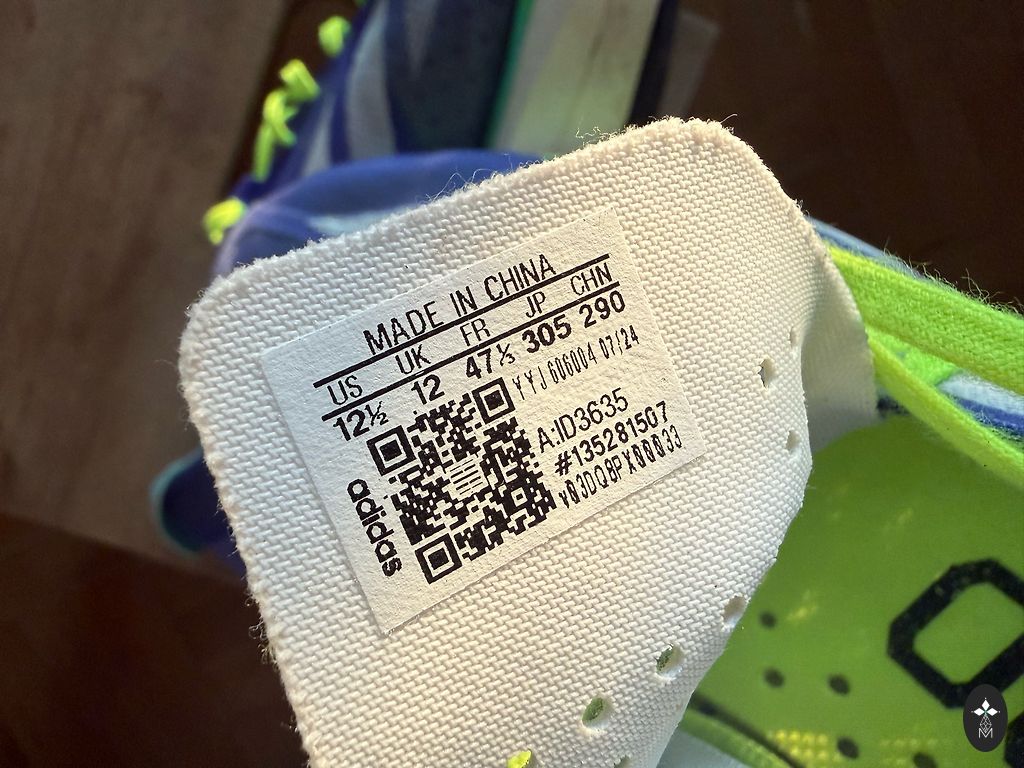 MADE IN CHINA
US UK FR JP CHN
12½ 12 47⅓ 305 290
YYJ 606004 07/24
A:ID3635
#135281507
v03DQ8PX00Q33
adidas
M